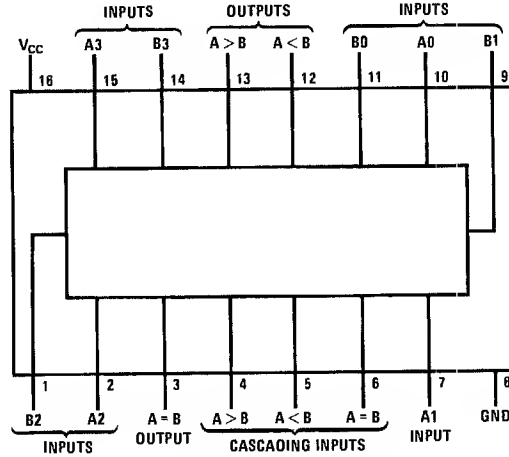 INPUTS OUTPUTS INPUTS
VCC A3 B3 A > B A < B B0 A0 B1
16 15 14 13 12 11 10 9
1 2 3 4 5 6 7 8
B2 A2 A = B A > B A < B A = B A1 GND
INPUTS OUTPUT CASCAOING INPUTS INPUT